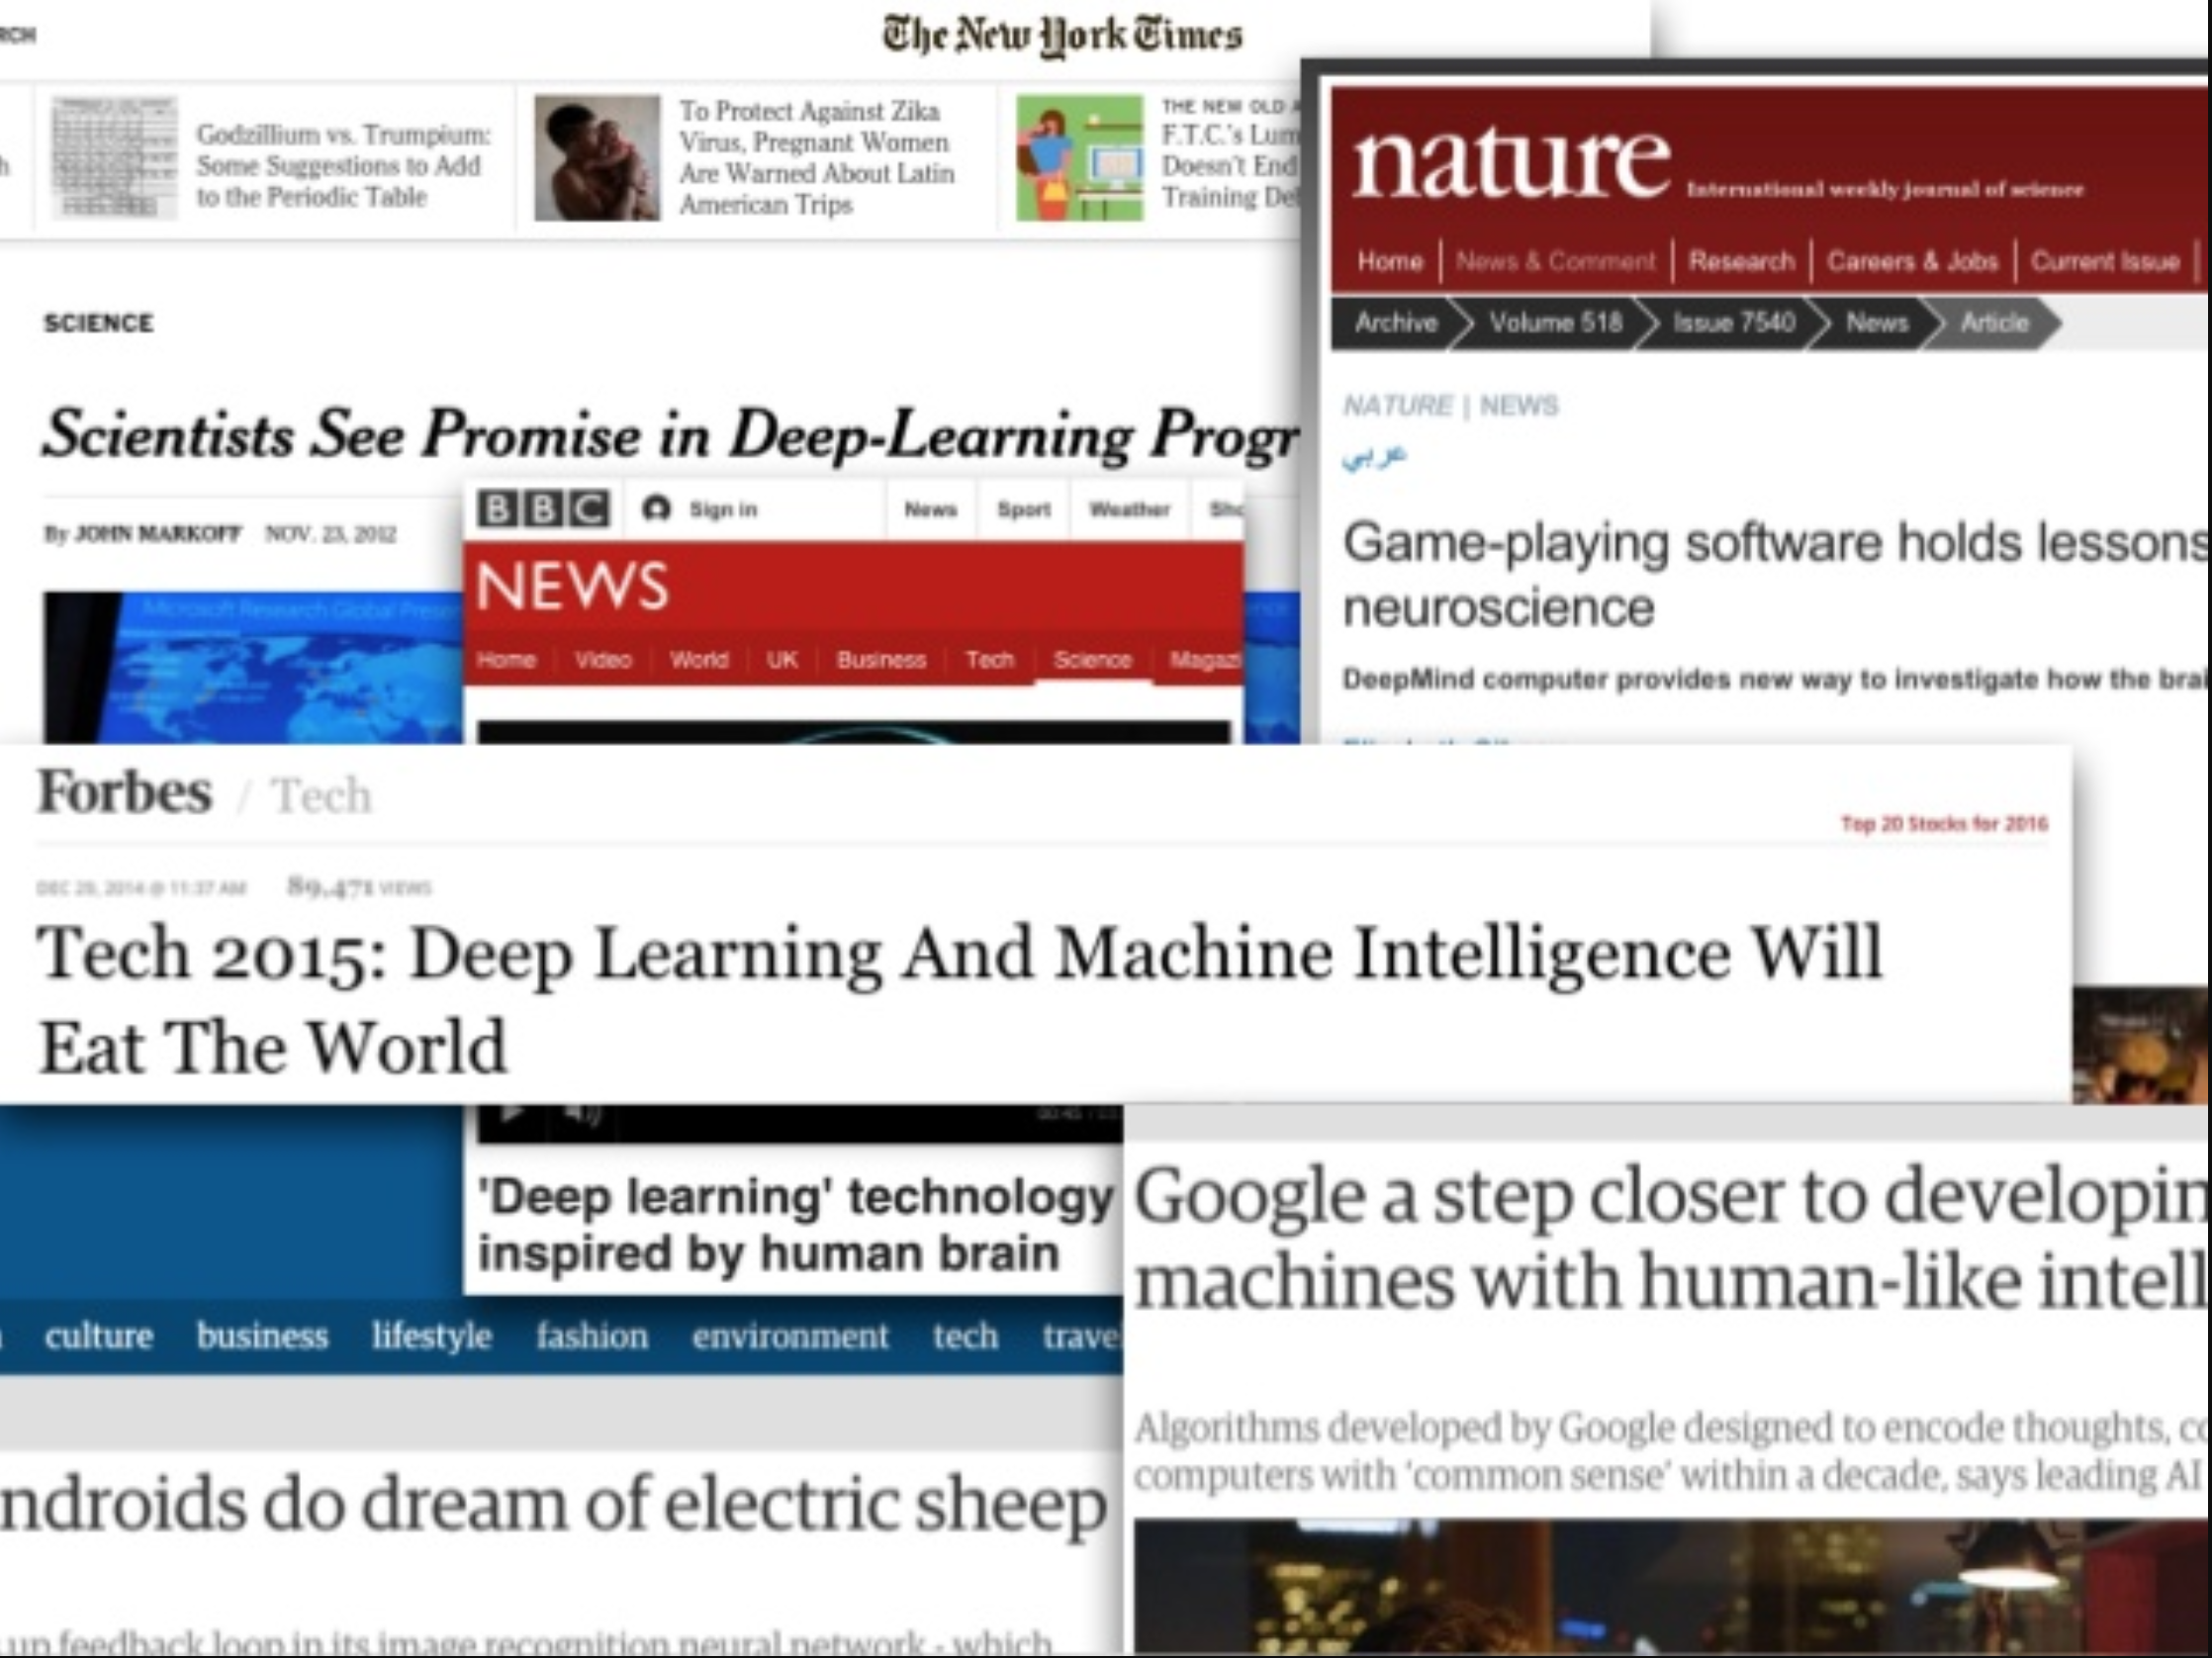 RCH
The New York Times
Godzillium vs. Trumpium:
Some Suggestions to Add
to the Periodic Table
To Protect Against Zika
Virus, Pregnant Women
Are Warned About Latin
American Trips
THE NEW OLD A
F.T.C.'s Lum
Doesn't End
Training De
SCIENCE
Scientists See Promise in Deep-Learning Progr
By JOHN MARKOFF NOV. 23, 2012
Microsoft Research Global Prese
nature International weekly journal of science
Home News & Comment Research Careers & Jobs Current Issue
Archive Volume 518 Issue 7540 News Article
NATURE | NEWS
عربي
Game-playing software holds lessons
neuroscience
DeepMind computer provides new way to investigate how the brai
BBC Sign in News Sport Weather Sho
NEWS
Home Video World UK Business Tech Science Magazi
Forbes / Tech
Top 20 Stocks for 2016
89,471 VIEWS
Tech 2015: Deep Learning And Machine Intelligence Will
Eat The World
'Deep learning' technology
inspired by human brain
culture business lifestyle fashion environment tech trave
ndroids do dream of electric sheep
up feedback loop in its image recognition neural network - which
Google a step closer to developin
machines with human-like intell
Algorithms developed by Google designed to encode thoughts, co
computers with 'common sense' within a decade, says leading AI